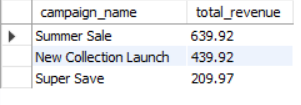 campaign_name total_revenue
Summer Sale 639.92
New Collection Launch 439.92
Super Save 209.97